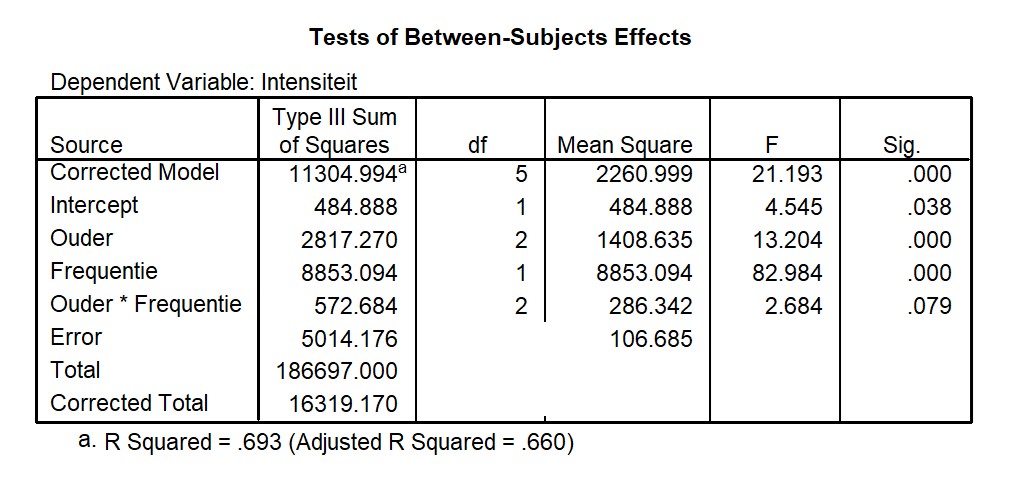 Tests of Between-Subjects Effects
Dependent Variable: Intensiteit
Source Type III Sum of Squares df Mean Square F Sig.
Corrected Model 11304.994a 5 2260.999 21.193 .000
Intercept 484.888 1 484.888 4.545 .038
Ouder 2817.270 2 1408.635 13.204 .000
Frequentie 8853.094 1 8853.094 82.984 .000
Ouder * Frequentie 572.684 2 286.342 2.684 .079
Error 5014.176 106.685
Total 186697.000
Corrected Total 16319.170
a. R Squared = .693 (Adjusted R Squared = .660)